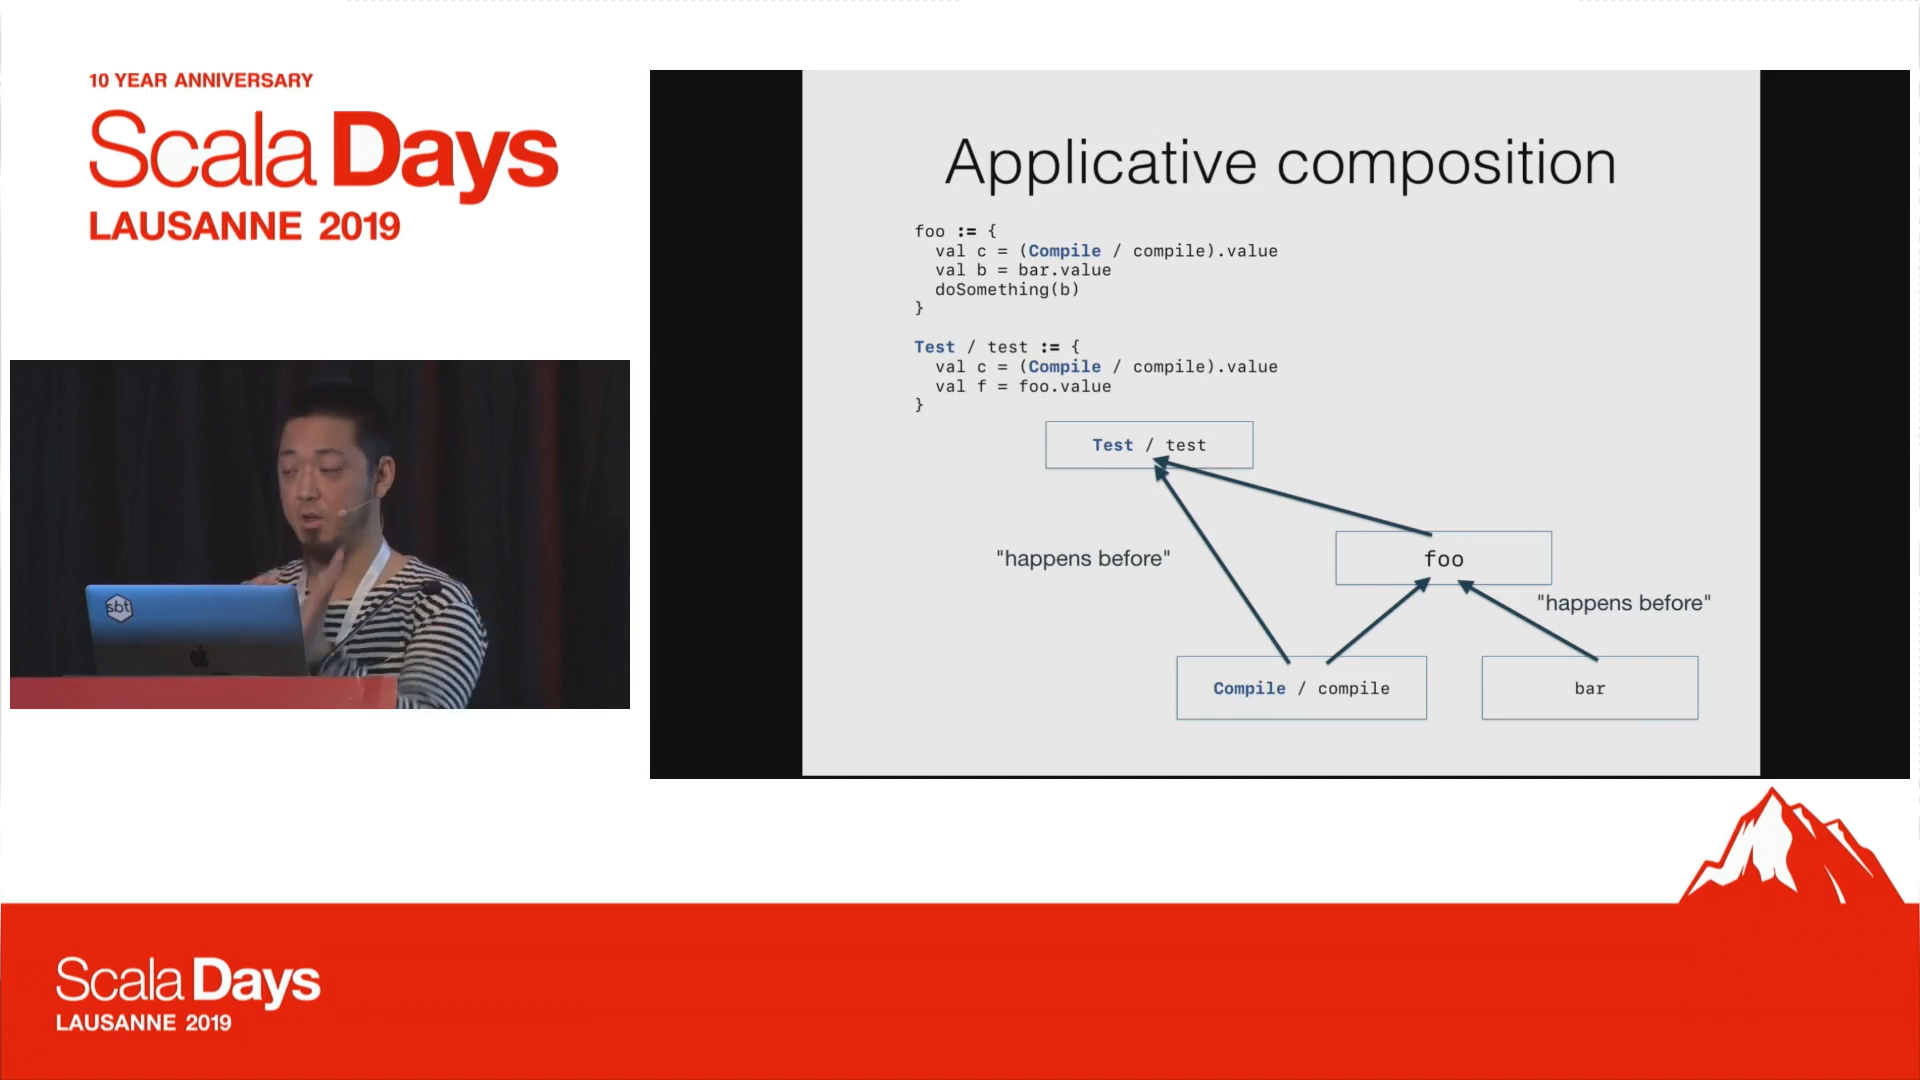 10 YEAR ANNIVERSARY
Scala Days
LAUSANNE 2019
sbt
Applicative composition
foo := {
  val c = (Compile / compile).value
  val b = bar.value
  doSomething(b)
}
Test / test := {
  val c = (Compile / compile).value
  val f = foo.value
}
Test / test
"happens before"
foo
"happens before"
Compile / compile
bar
Scala Days
LAUSANNE 2019